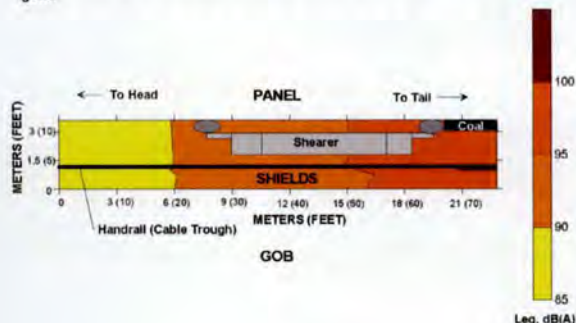 To Head
PANEL
To Tail
Coal
Shearer
SHIELDS
METERS (FEET)
3 (10)
1.5 (5)
0
0
3 (10)
6 (20)
9 (30)
12 (40)
15 (50)
18 (60)
21 (70)
METERS (FEET)
Handrail (Cable Trough)
GOB
100
95
90
85
Leq, dB(A)